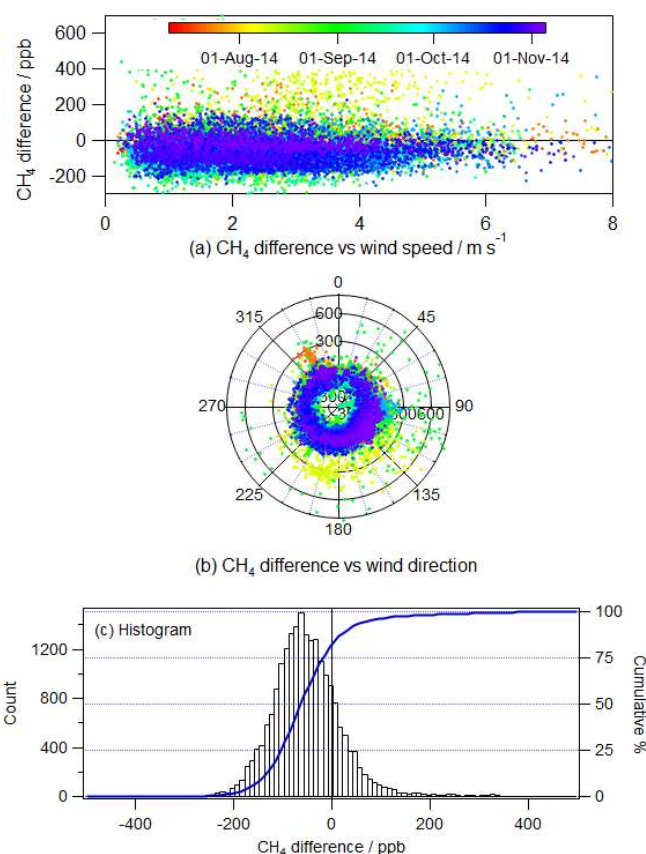 600
400
200
0
-200
CH₄ difference / ppb
01-Aug-14 01-Sep-14 01-Oct-14 01-Nov-14
0 2 4 6 8
(a) CH₄ difference vs wind speed / m s⁻¹
0
315 45
600
300
270 90
600
225 135
180
(b) CH₄ difference vs wind direction
(c) Histogram
1200
800
400
0
Count
100
75
50
25
0
Cumulative %
-400 -200 0 200 400
CH₄ difference / ppb